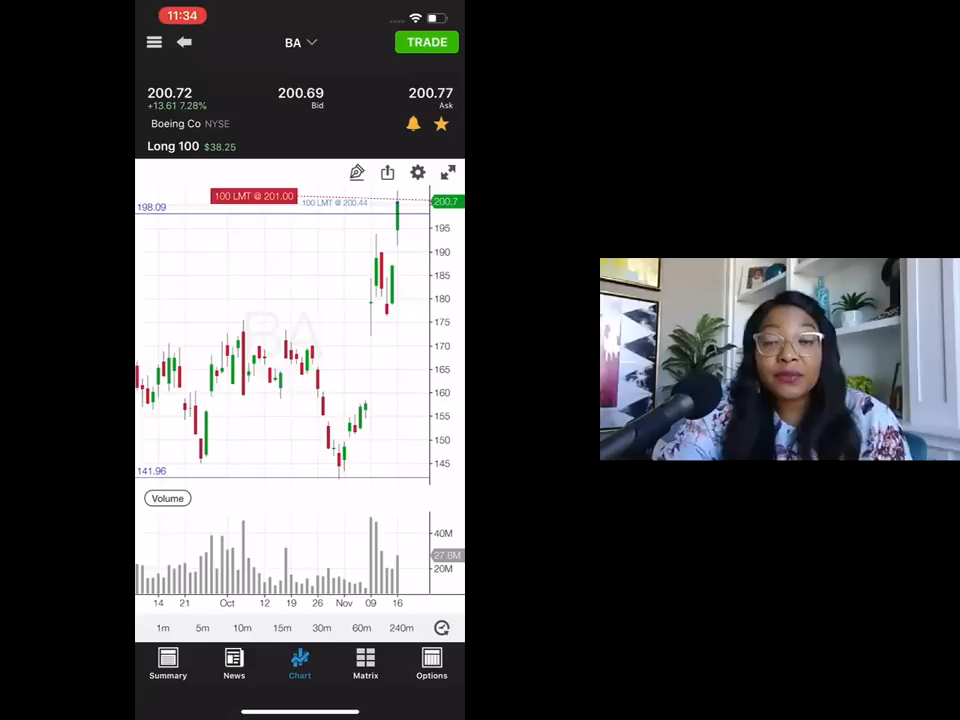 11:34
BA
TRADE
200.72
200.69
200.77
+13.61 7.28%
Bid
Ask
Boeing Co NYSE
Long 100 $38.25
100 LMT @ 201.00
100 LMT @ 200.44
200.7
198.09
195
190
185
180
175
BA
170
165
160
155
150
145
141.96
Volume
40M
27.6M
20M
14 21 Oct 12 19 26 Nov 09 16
1m 5m 10m 15m 30m 60m 240m
Summary News Chart Matrix Options